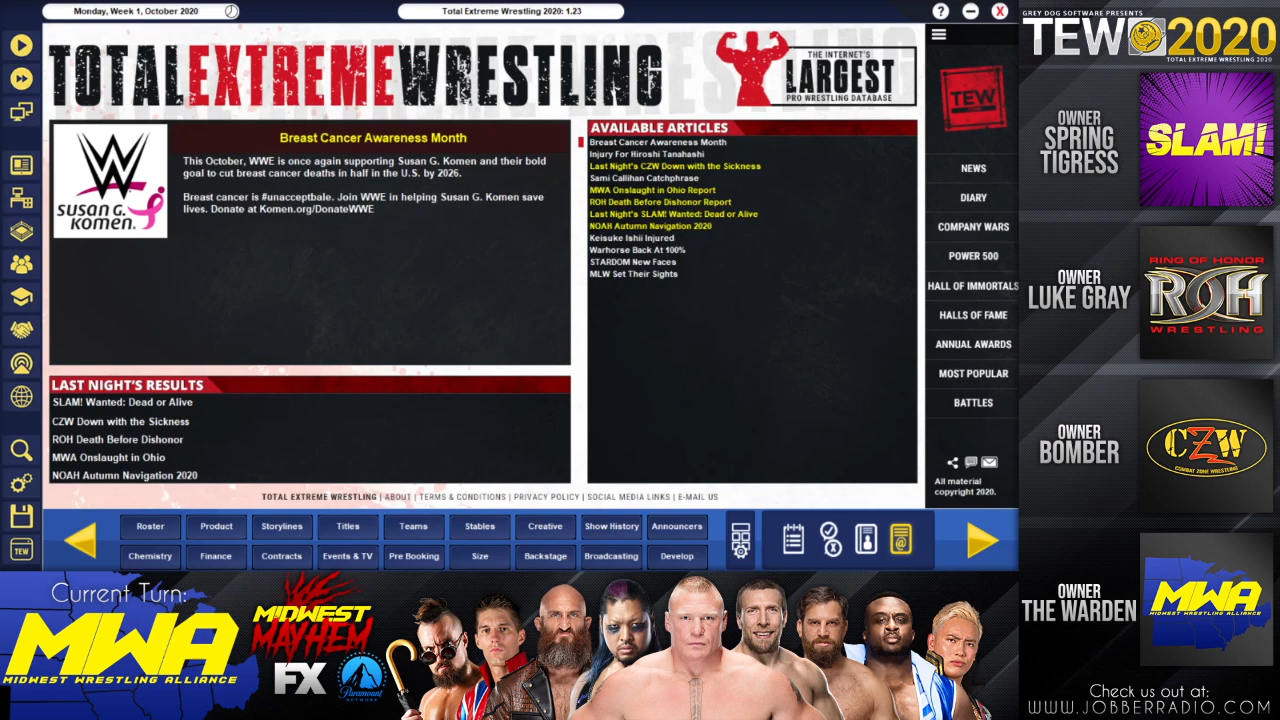 Monday, Week 1, October 2020
Total Extreme Wrestling 2020: 1.23
?
X
TOTALEXTREMEWRESTLING
THE INTERNET'S
LARGEST
PRO WRESTLING DATABASE
W
SUSAN G.
KOMEN.
Breast Cancer Awareness Month
This October, WWE is once again supporting Susan G. Komen and their bold
goal to cut breast cancer deaths in half in the U.S. by 2026.
Breast cancer is #unacceptbale. Join WWE in helping Susan G. Komen save
lives. Donate at Komen.org/DonateWWE
AVAILABLE ARTICLES
Breast Cancer Awareness Month
Injury For Hiroshi Tanahashi
Last Night's CZW Down with the Sickness
Sami Callihan Catchphrase
MWA Onslaught in Ohio Report
ROH Death Before Dishonor Report
Last Night's SLAM! Wanted: Dead or Alive
NOAH Autumn Navigation 2020
Keisuke Ishii Injured
Warhorse Back At 100%
STARDOM New Faces
MLW Set Their Sights
LAST NIGHT'S RESULTS
SLAM! Wanted: Dead or Alive
CZW Down with the Sickness
ROH Death Before Dishonor
MWA Onslaught in Ohio
NOAH Autumn Navigation 2020
TOTAL EXTREME WRESTLING | ABOUT | TERMS & CONDITIONS | PRIVACY POLICY | SOCIAL MEDIA LINKS | E-MAIL US
TEW
NEWS
DIARY
COMPANY WARS
POWER 500
HALL OF IMMORTALS
HALLS OF FAME
ANNUAL AWARDS
MOST POPULAR
BATTLES
All material
copyright 2020.
TEW
Roster
Product
Storylines
Titles
Teams
Stables
Creative
Show History
Announcers
Chemistry
Finance
Contracts
Events & TV
Pre Booking
Size
Backstage
Broadcasting
Develop
Current Turn:
MWA
MIDWEST WRESTLING ALLIANCE
MIDWEST
MAYHEM
FX
Paramount
NETWORK
GREY DOG SOFTWARE PRESENTS
TEW 2020
TOTAL EXTREME WRESTLING 2020
OWNER
SPRING
TIGRESS
SLAM!
OWNER
LUKE GRAY
RING OF HONOR
ROH
WRESTLING
OWNER
BOMBER
CZW
COMBAT ZONE WRESTLING
OWNER
THE WARDEN
MWA
MIDWEST WRESTLING ALLIANCE
Check us out at:
WWW.JOBBERRADIO.COM